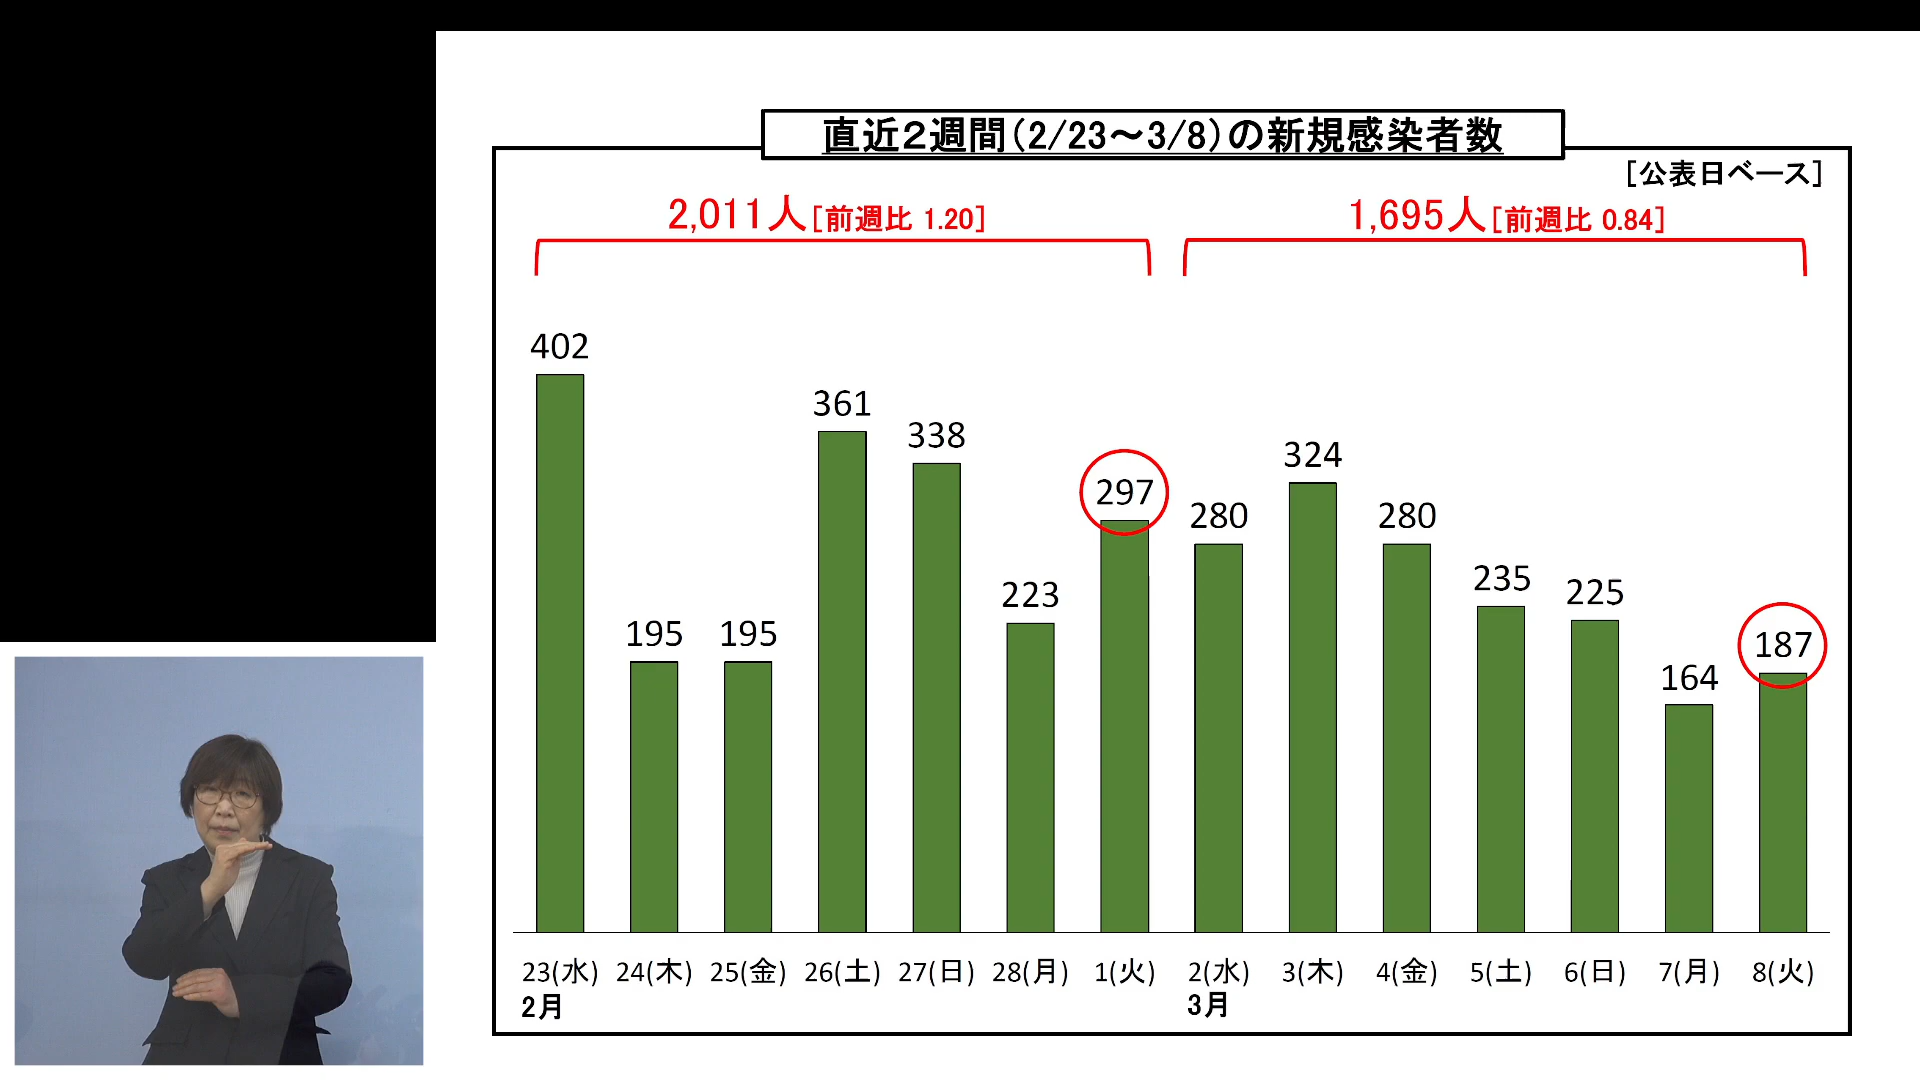 直近２週間（2/23～3/8）の新規感染者数
［公表日ベース］
2,011人［前週比 1.20］
1,695人［前週比 0.84］
402
195
195
361
338
223
297
280
324
280
235
225
164
187
23(水) 24(木) 25(金) 26(土) 27(日) 28(月) 1(火) 2(水) 3(木) 4(金) 5(土) 6(日) 7(月) 8(火)
2月
3月